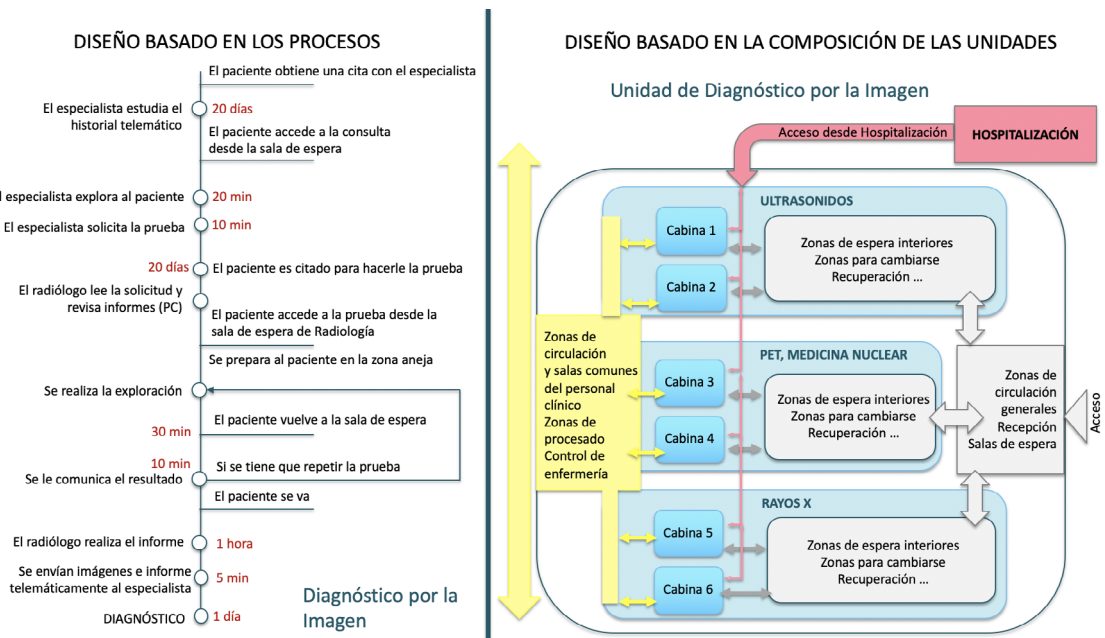 DISEÑO BASADO EN LOS PROCESOS
El paciente obtiene una cita con el especialista
El especialista estudia el
historial telemático
20 días
El paciente accede a la consulta
desde la sala de espera
l especialista explora al paciente
20 min
El especialista solicita la prueba
10 min
20 días
El paciente es citado para hacerle la prueba
El radiólogo lee la solicitud y
revisa informes (PC)
El paciente accede a la prueba desde la
sala de espera de Radiología
Se prepara al paciente en la zona aneja
Se realiza la exploración
El paciente vuelve a la sala de espera
30 min
10 min
Si se tiene que repetir la prueba
Se le comunica el resultado
El paciente se va
El radiólogo realiza el informe
1 hora
Se envían imágenes e informe
telemáticamente al especialista
5 min
DIAGNÓSTICO
1 día
Diagnóstico por la
Imagen
DISEÑO BASADO EN LA COMPOSICIÓN DE LAS UNIDADES
Unidad de Diagnóstico por la Imagen
Acceso desde Hospitalización
HOSPITALIZACIÓN
ULTRASONIDOS
Cabina 1
Cabina 2
Zonas de espera interiores
Zonas para cambiarse
Recuperación ...
Zonas de
circulación
y salas comunes
del personal
clínico
Zonas de
procesado
Control de
enfermería
PET, MEDICINA NUCLEAR
Cabina 3
Cabina 4
Zonas de espera interiores
Zonas para cambiarse
Recuperación ...
Zonas de
circulación
generales
Recepción
Salas de espera
Acceso
RAYOS X
Cabina 5
Cabina 6
Zonas de espera interiores
Zonas para cambiarse
Recuperación ...